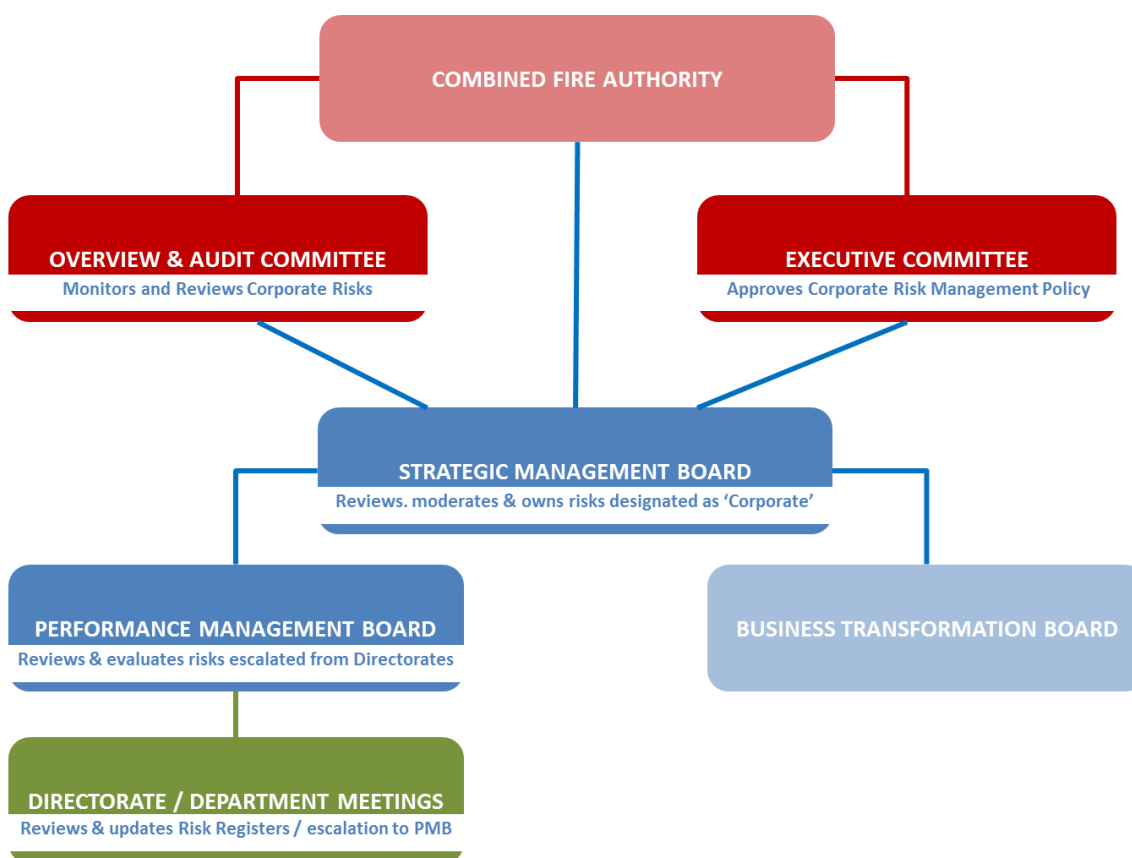 COMBINED FIRE AUTHORITY
OVERVIEW & AUDIT COMMITTEE
Monitors and Reviews Corporate Risks
EXECUTIVE COMMITTEE
Approves Corporate Risk Management Policy
STRATEGIC MANAGEMENT BOARD
Reviews. moderates & owns risks designated as ‘Corporate’
PERFORMANCE MANAGEMENT BOARD
Reviews & evaluates risks escalated from Directorates
BUSINESS TRANSFORMATION BOARD
DIRECTORATE / DEPARTMENT MEETINGS
Reviews & updates Risk Registers / escalation to PMB